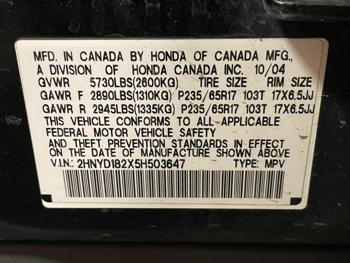 MFD. IN CANADA BY HONDA OF CANADA MFG.,
A DIVISION OF HONDA CANADA INC. 10/04
GVWR 5730LBS(2600KG) TIRE SIZE RIM SIZE
GAWR F 2890LBS(1310KG) P235/65R17 103T 17X6.5JJ
GAWR R 2945LBS(1335KG) P235/65R17 103T 17X6.5JJ
THIS VEHICLE CONFORMS TO ALL APPLICABLE
FEDERAL MOTOR VEHICLE SAFETY AND
THEFT PREVENTION STANDARDS IN EFFECT ON
THE DATE OF MANUFACTURE SHOWN ABOVE.
V.I.N.: 2HNYD182X5H503647 TYPE: MPV